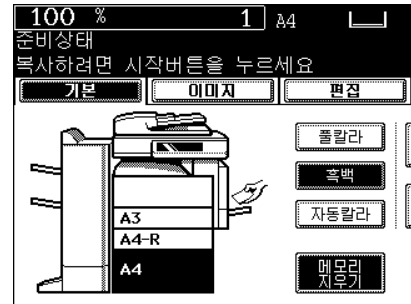 100 % 1 A4
준비상태
복사하려면 시작버튼을 누르세요
기본 이미지 편집
풀칼라
흑백
자동칼라
A3
A4-R
A4
메모리
지우기